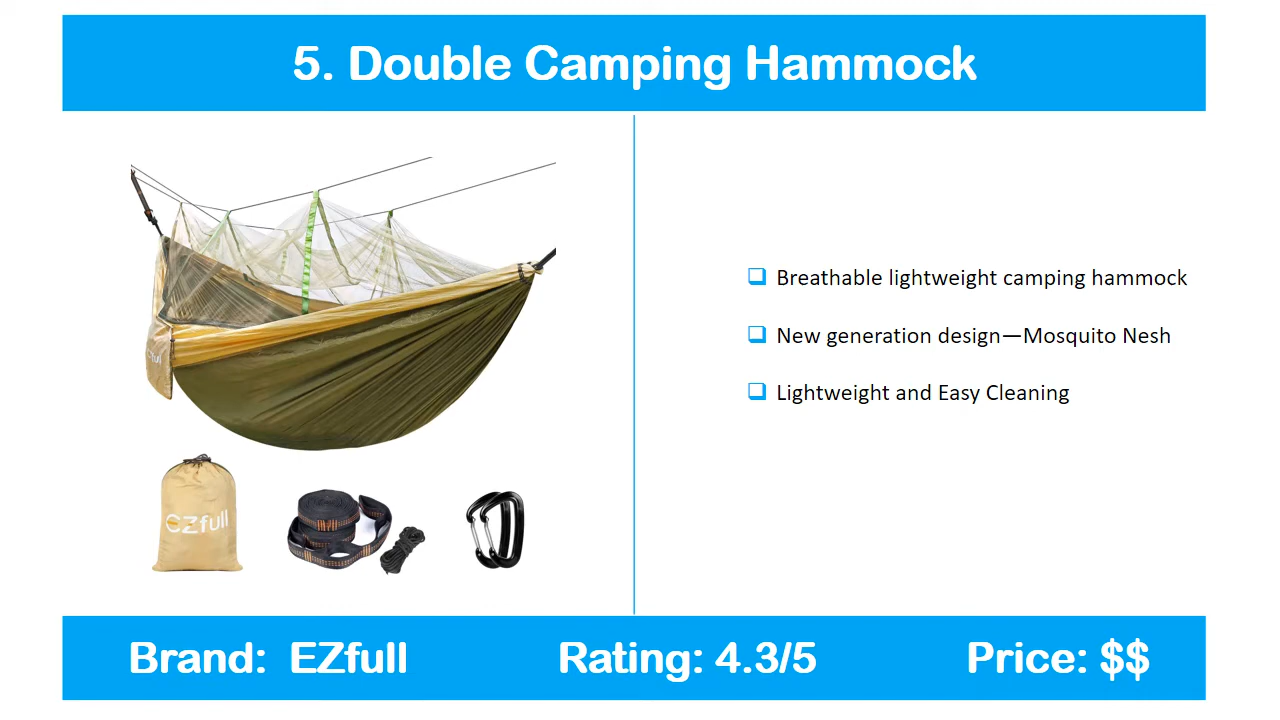 5. Double Camping Hammock
EZfull
Breathable lightweight camping hammock
New generation design—Mosquito Nesh
Lightweight and Easy Cleaning
Brand: EZfull Rating: 4.3/5 Price: $$